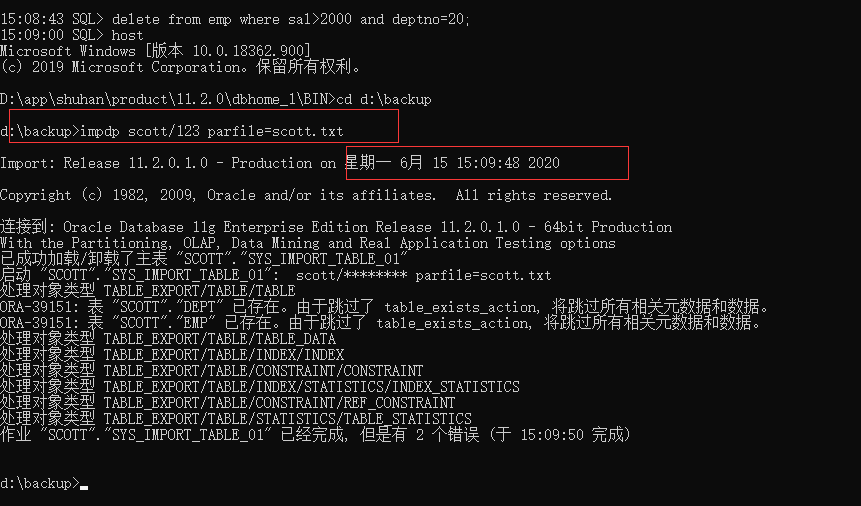 15:08:43 SQL> delete from emp where sal>2000 and deptno=20;
15:09:00 SQL> host
Microsoft Windows [版本 10.0.18362.900]
(c) 2019 Microsoft Corporation。保留所有权利。
D:\app\shuhan\product\11.2.0\dbhome_1\BIN>cd d:\backup
d:\backup>impdp scott/123 parfile=scott.txt
Import: Release 11.2.0.1.0 - Production on 星期一 6月 15 15:09:48 2020
Copyright (c) 1982, 2009, Oracle and/or its affiliates.  All rights reserved.
连接到: Oracle Database 11g Enterprise Edition Release 11.2.0.1.0 - 64bit Production
With the Partitioning, OLAP, Data Mining and Real Application Testing options
已成功加载/卸载了主表 "SCOTT"."SYS_IMPORT_TABLE_01"
启动 "SCOTT"."SYS_IMPORT_TABLE_01":  scott/******** parfile=scott.txt
处理对象类型 TABLE_EXPORT/TABLE/TABLE
ORA-39151: 表 "SCOTT"."DEPT" 已存在。由于跳过了 table_exists_action, 将跳过所有相关元数据和数据。
ORA-39151: 表 "SCOTT"."EMP" 已存在。由于跳过了 table_exists_action, 将跳过所有相关元数据和数据。
处理对象类型 TABLE_EXPORT/TABLE/TABLE_DATA
处理对象类型 TABLE_EXPORT/TABLE/INDEX/INDEX
处理对象类型 TABLE_EXPORT/TABLE/CONSTRAINT/CONSTRAINT
处理对象类型 TABLE_EXPORT/TABLE/INDEX/STATISTICS/INDEX_STATISTICS
处理对象类型 TABLE_EXPORT/TABLE/CONSTRAINT/REF_CONSTRAINT
处理对象类型 TABLE_EXPORT/TABLE/STATISTICS/TABLE_STATISTICS
作业 "SCOTT"."SYS_IMPORT_TABLE_01" 已经完成, 但是有 2 个错误 (于 15:09:50 完成)
d:\backup>